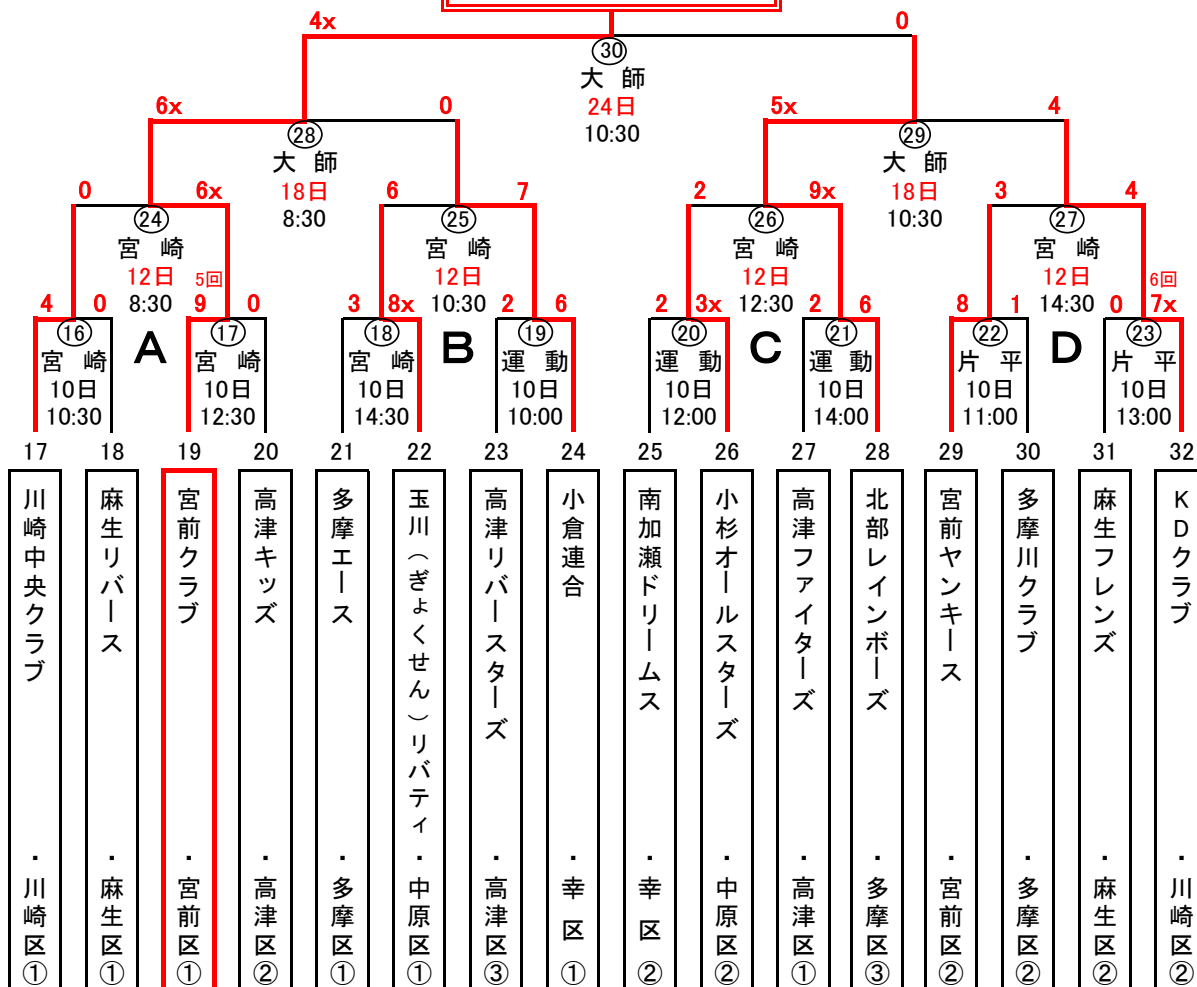 4x 0
㉚
大 師
24日
10:30
6x 0 5x 4
㉘ ㉙
大 師 大 師
18日 18日
8:30 10:30
0 6x 6 7 2 9x 3 4
㉔ ㉕ ㉖ ㉗
宮 崎 宮 崎 宮 崎 宮 崎
12日 12日 12日 12日
8:30 10:30 12:30 14:30
5回 6回
4 0 9 0 3 8x 2 6 2 3x 2 6 8 1 0 7x
A B C D
⑯ ⑰ ⑱ ⑲ ⑳ ㉑ ㉒ ㉓
宮 崎 宮 崎 宮 崎 運 動 運 動 運 動 片 平 片 平
10日 10日 10日 10日 10日 10日 10日 10日
10:30 12:30 14:30 10:00 12:00 14:00 11:00 13:00
17 18 19 20 21 22 23 24 25 26 27 28 29 30 31 32
川崎中央クラブ ・川崎区①
麻生リバース ・麻生区①
宮前クラブ ・宮前区①
高津キッズ ・高津区②
多摩エース ・多摩区①
玉川(ぎょくせん)リバティ ・中原区①
高津リバースターズ ・高津区③
小倉連合 ・幸 区 ①
南加瀬ドリームス ・幸 区 ②
小杉オールスターズ ・中原区②
高津ファイターズ ・高津区①
北部レインボーズ ・多摩区③
宮前ヤンキース ・宮前区②
多摩川クラブ ・多摩区②
麻生フレンズ ・麻生区②
KDクラブ ・川崎区②